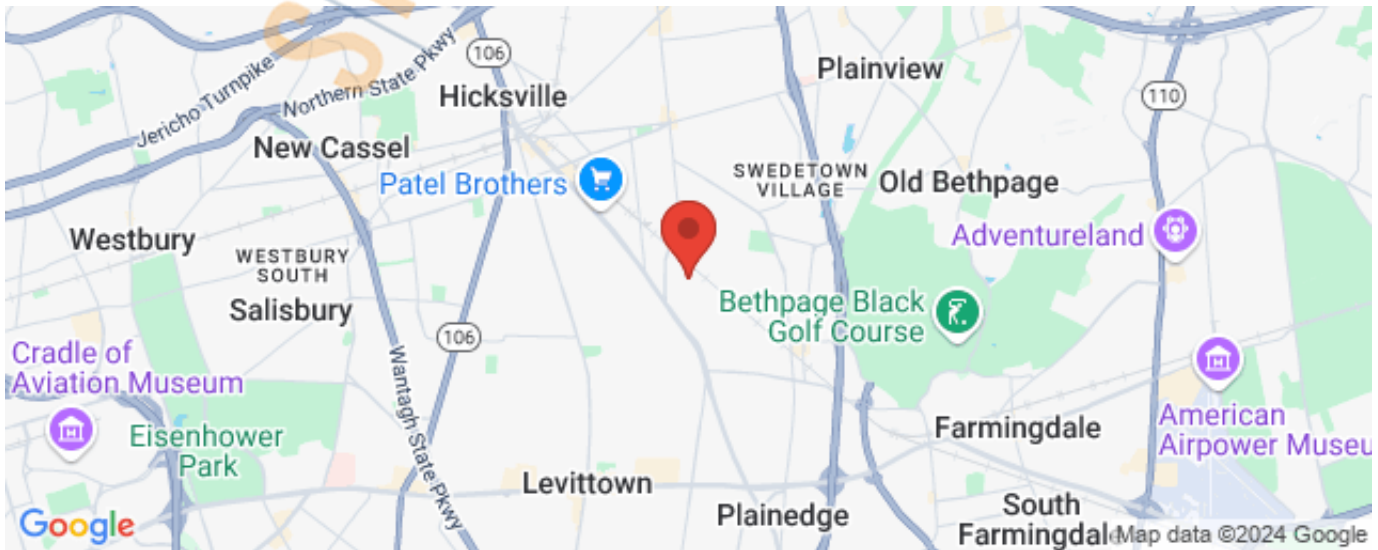 106
Jericho Turnpike
Northern State Pkwy
Hicksville
Plainview
110
New Cassel
Patel Brothers
SWEDETOWN
VILLAGE
Old Bethpage
Westbury
WESTBURY
SOUTH
Salisbury
Adventureland
Bethpage Black
Golf Course
106
Wantagh State Pkwy
Cradle of
Aviation Museum
Eisenhower
Park
Farmingdale
American
Airpower Museu
Levittown
Plainedge
South
Farmingdal
Google
Map data ©2024 Google